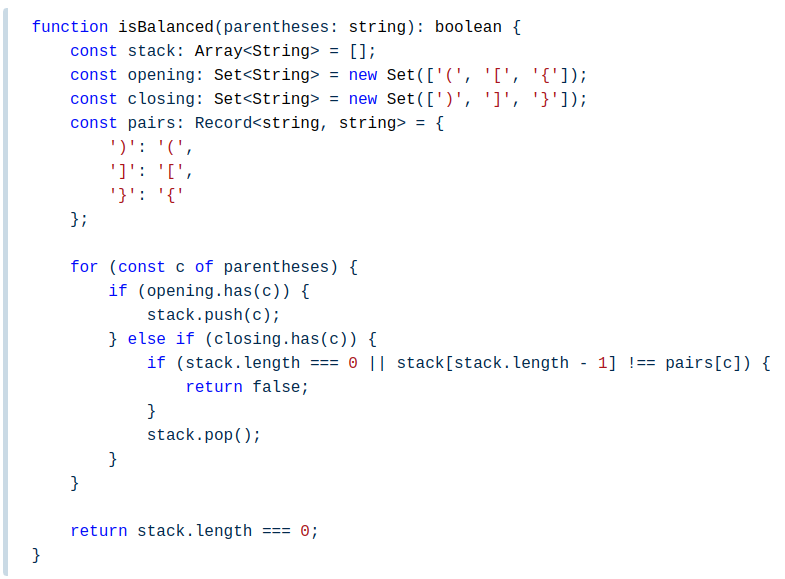 function isBalanced(parentheses: string): boolean {
    const stack: Array<String> = [];
    const opening: Set<String> = new Set(['(', '[', '{']);
    const closing: Set<String> = new Set([')', ']', '}']);
    const pairs: Record<string, string> = {
        ')': '(',
        ']': '[',
        '}': '{'
    };

    for (const c of parentheses) {
        if (opening.has(c)) {
            stack.push(c);
        } else if (closing.has(c)) {
            if (stack.length === 0 || stack[stack.length - 1] !== pairs[c]) {
                return false;
            }
            stack.pop();
        }
    }

    return stack.length === 0;
}